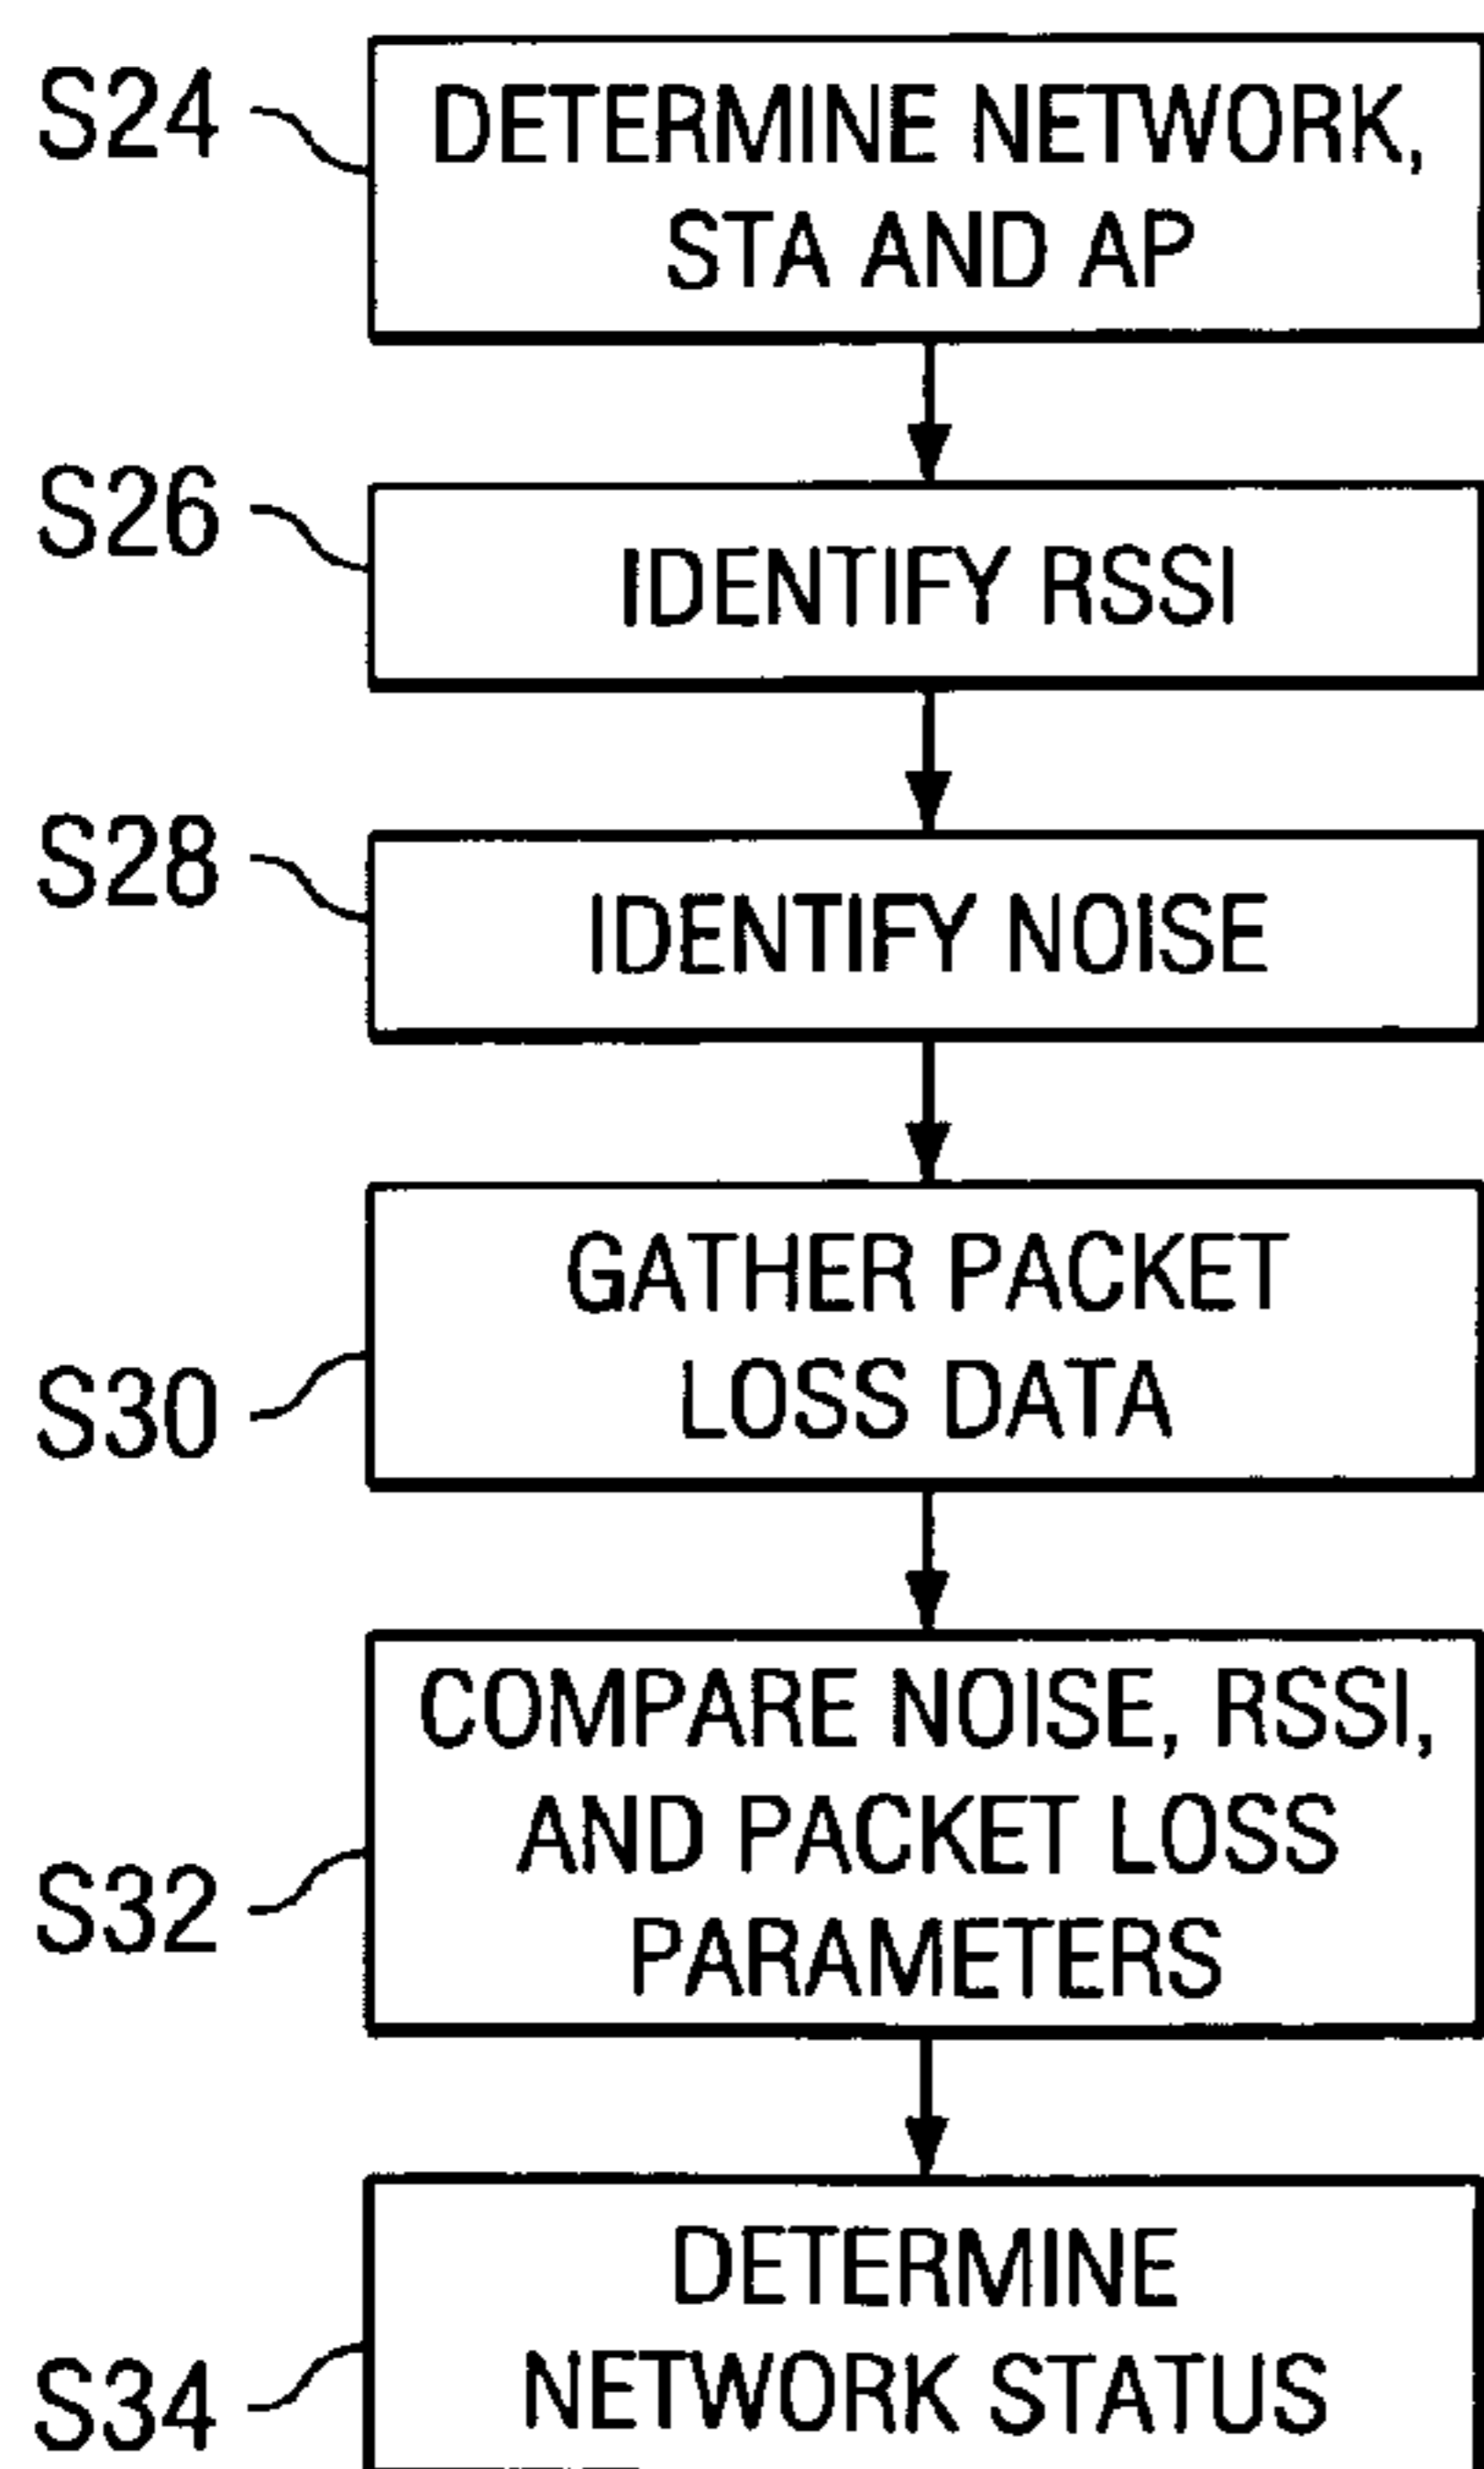 S24
DETERMINE NETWORK,
STA AND AP
S26
IDENTIFY RSSI
S28
IDENTIFY NOISE
GATHER PACKET
LOSS DATA
S30
COMPARE NOISE, RSSI,
AND PACKET LOSS
PARAMETERS
S32
DETERMINE
NETWORK STATUS
S34